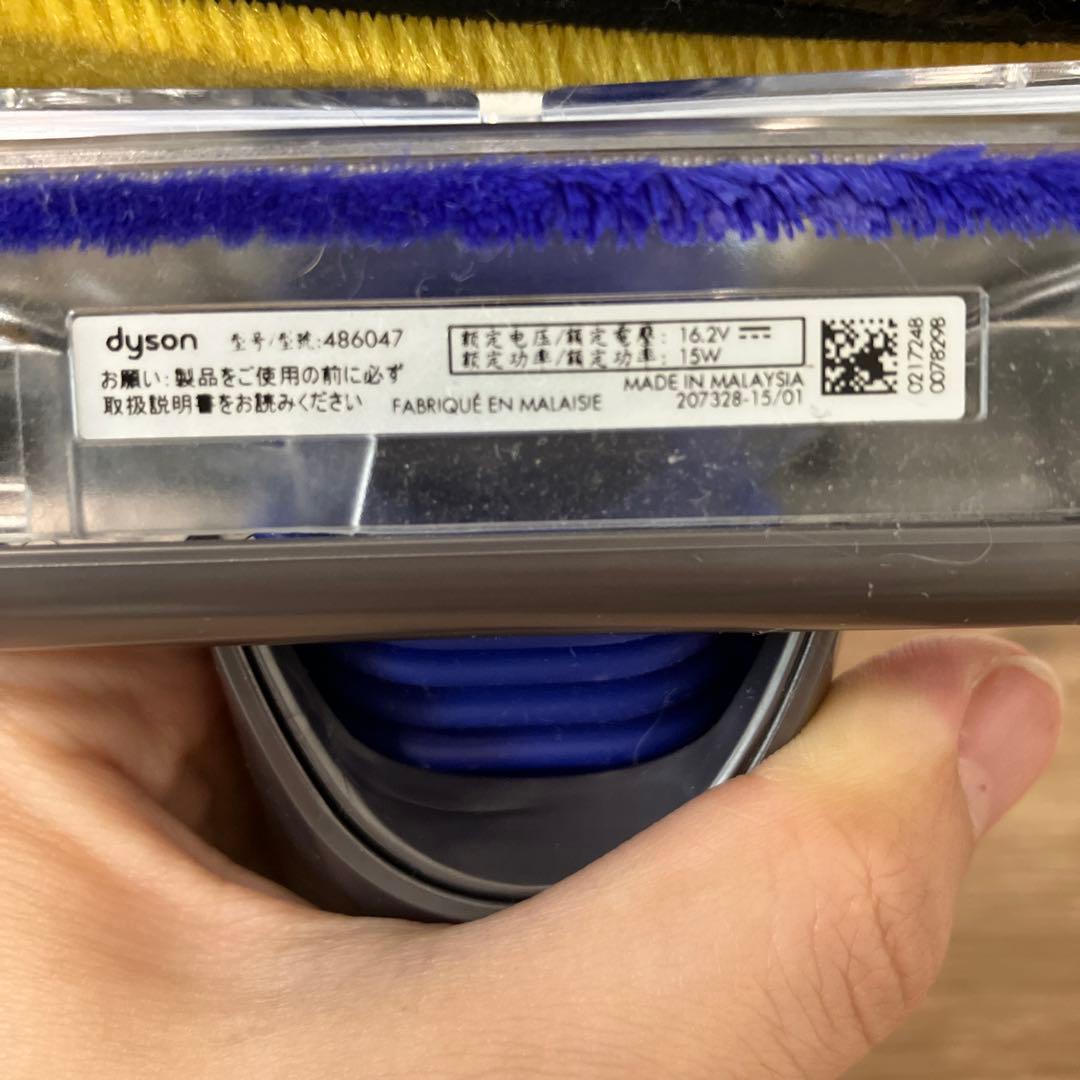 dyson 型号/型號:486047
额定电压/額定電壓: 16.2V
额定功率/額定功率: 15W
お願い:製品をご使用の前に必ず
取扱説明書をお読みください
FABRIQUÉ EN MALAISIE
MADE IN MALAYSIA
207328-15/01
0217248
0078298